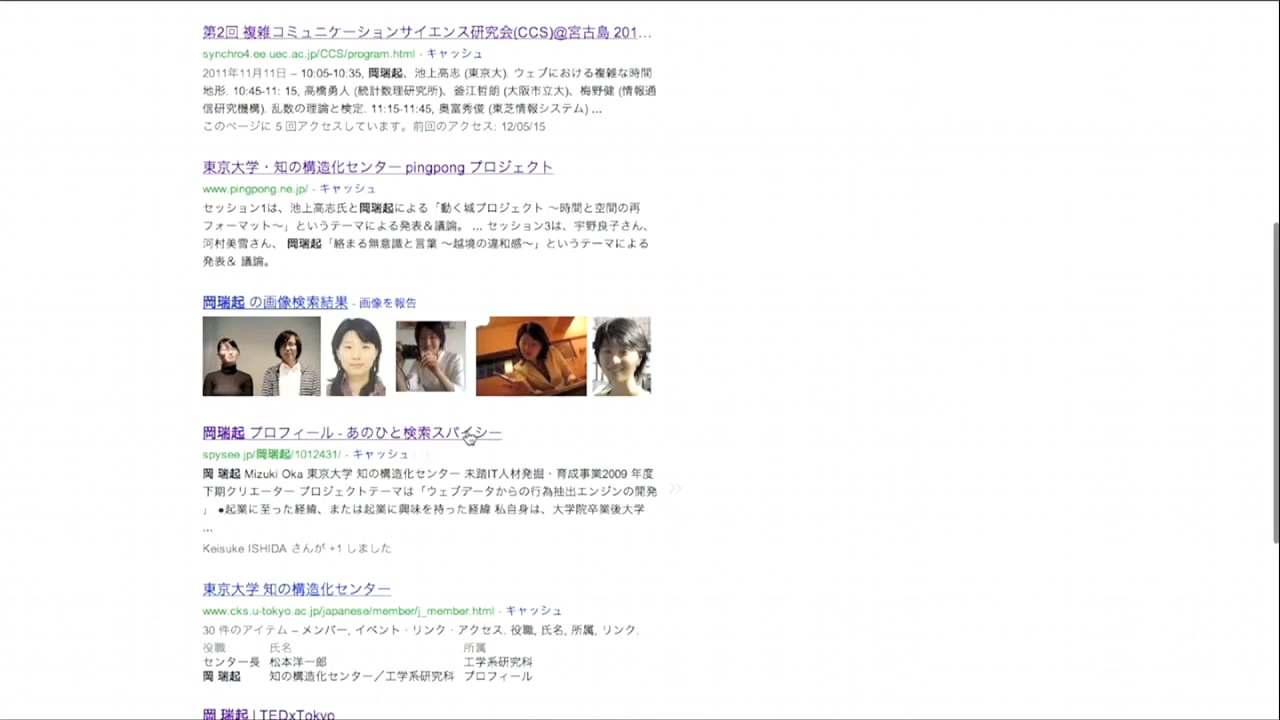 第2回 複雑コミュニケーションサイエンス研究会(CCS)@宮古島 201...
synchro4.ee.uec.ac.jp/CCS/program.html - キャッシュ
2011年11月11日 – 10:05-10:35, 岡瑞起、池上高志 (東京大). ウェブにおける複雑な時間
地形. 10:45-11: 15, 高橋勇人 (統計数理研究所)、釜江哲朗 (大阪市立大)、梅野健 (情報通
信研究機構). 乱数の理論と検定. 11:15-11:45, 奥富秀俊 (東芝情報システム) ...
このページに 5 回アクセスしています。前回のアクセス: 12/05/15
東京大学・知の構造化センター pingpong プロジェクト
www.pingpong.ne.jp/ - キャッシュ
セッション1は、池上高志氏と岡瑞起による「動く城プロジェクト 〜時間と空間の再
フォーマット〜」というテーマによる発表＆議論。 ... セッション3は、宇野良子さん、
河村美雪さん、 岡瑞起「絡まる無意識と言葉 〜越境の違和感〜」というテーマによる
発表＆ 議論。
岡瑞起 の画像検索結果 - 画像を報告
岡瑞起 プロフィール - あのひと検索スパイシー
spysee.jp/岡瑞起/1012431/ - キャッシュ
岡 瑞起 Mizuki Oka 東京大学 知の構造化センター 未踏IT人材発掘・育成事業2009 年度
下期クリエーター プロジェクトテーマは「ウェブデータからの行為抽出エンジンの開発
」 ●起業に至った経緯、または起業に興味を持った経緯 私自身は、大学院卒業後大学
...
Keisuke ISHIDA さんが +1 しました
東京大学 知の構造化センター
www.cks.u-tokyo.ac.jp/japanese/member/j_member.html - キャッシュ
30 件のアイテム – メンバー, イベント・リンク・アクセス. 役職, 氏名, 所属, リンク.
役職 氏名 所属
センター長 松本洋一郎 工学系研究科
岡 瑞起 知の構造化センター／工学系研究科 プロフィール
岡 瑞起 | TEDxTokyo